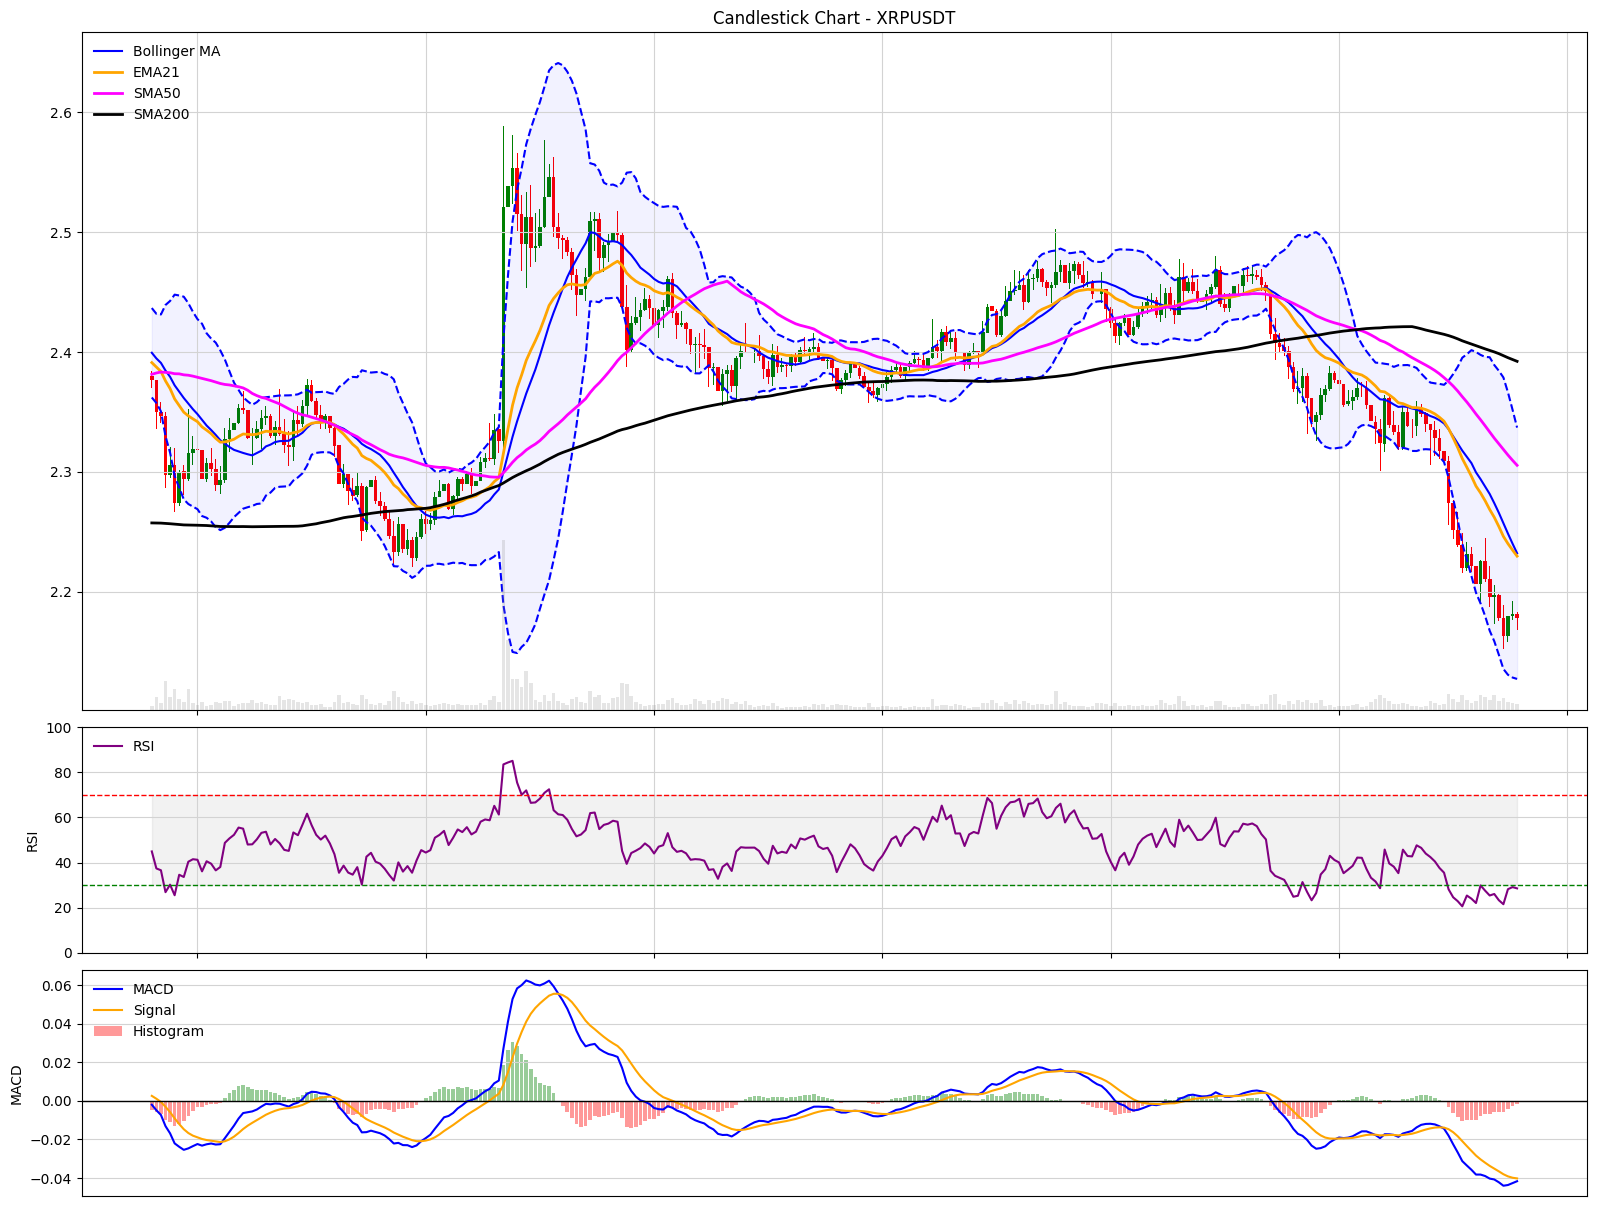 Candlestick Chart - XRPUSDT
Bollinger MA
EMA21
SMA50
SMA200
2.6
2.5
2.4
2.3
2.2
RSI
100
80
60
40
20
0
RSI
MACD
Signal
Histogram
0.06
0.04
0.02
0.00
−0.02
−0.04
MACD